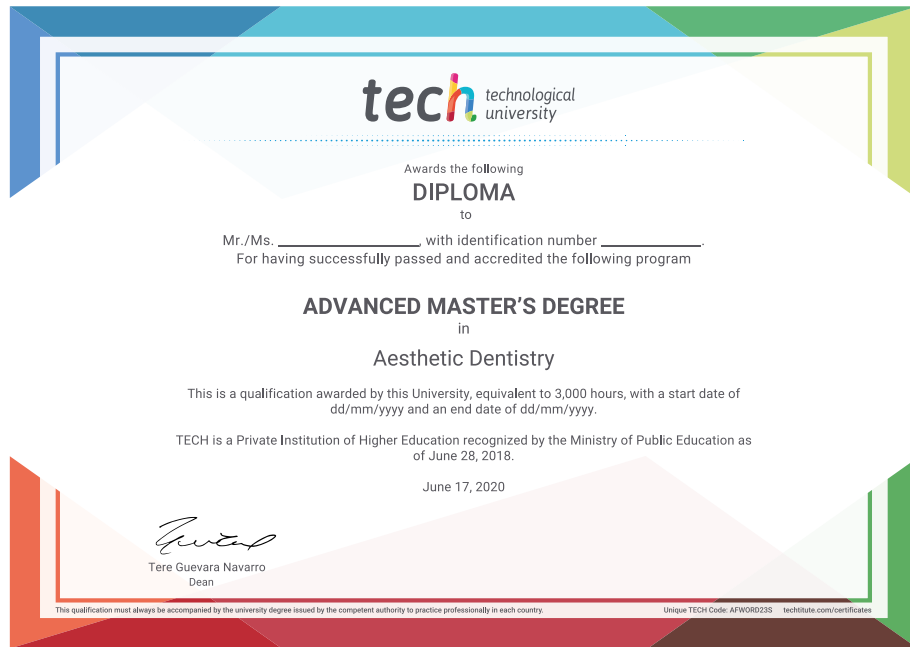 tech technological
university
Awards the following
DIPLOMA
to
Mr./Ms. ____________________, with identification number ______________.
For having successfully passed and accredited the following program
ADVANCED MASTER'S DEGREE
in
Aesthetic Dentistry
This is a qualification awarded by this University, equivalent to 3,000 hours, with a start date of
dd/mm/yyyy and an end date of dd/mm/yyyy.
TECH is a Private Institution of Higher Education recognized by the Ministry of Public Education as
of June 28, 2018.
June 17, 2020
Tere Guevara Navarro
Dean
This qualification must always be accompanied by the university degree issued by the competent authority to practice professionally in each country.
Unique TECH Code: AFWORD23S techtitute.com/certificates